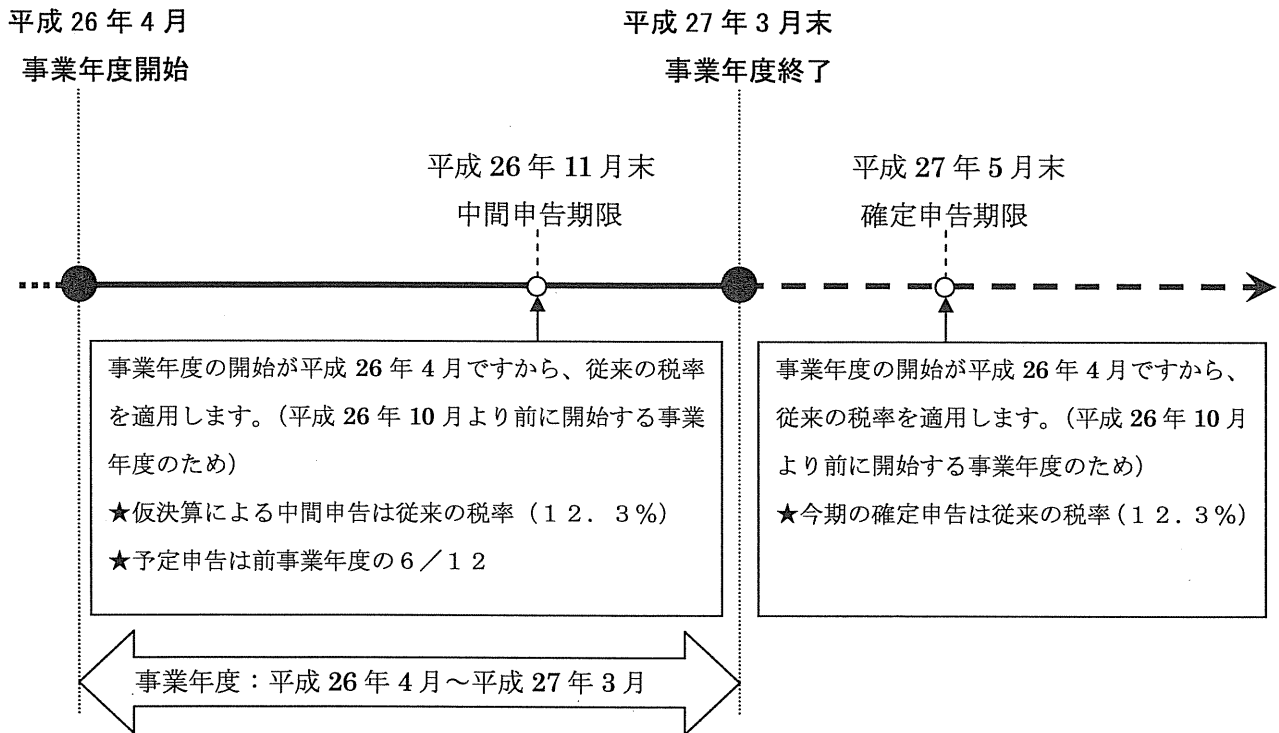 平成 26 年 4 月
事業年度開始
平成 27 年 3 月末
事業年度終了
平成 26 年 11 月末
中間申告期限
平成 27 年 5 月末
確定申告期限
事業年度の開始が平成 26 年 4 月ですから、従来の税率
を適用します。（平成 26 年 10 月より前に開始する事業
年度のため）
★仮決算による中間申告は従来の税率（１２．３％）
★予定申告は前事業年度の６／１２
事業年度の開始が平成 26 年 4 月ですから、
従来の税率を適用します。（平成 26 年 10 月
より前に開始する事業年度のため）
★今期の確定申告は従来の税率（１２．３％）
事業年度：平成 26 年 4 月～平成 27 年 3 月